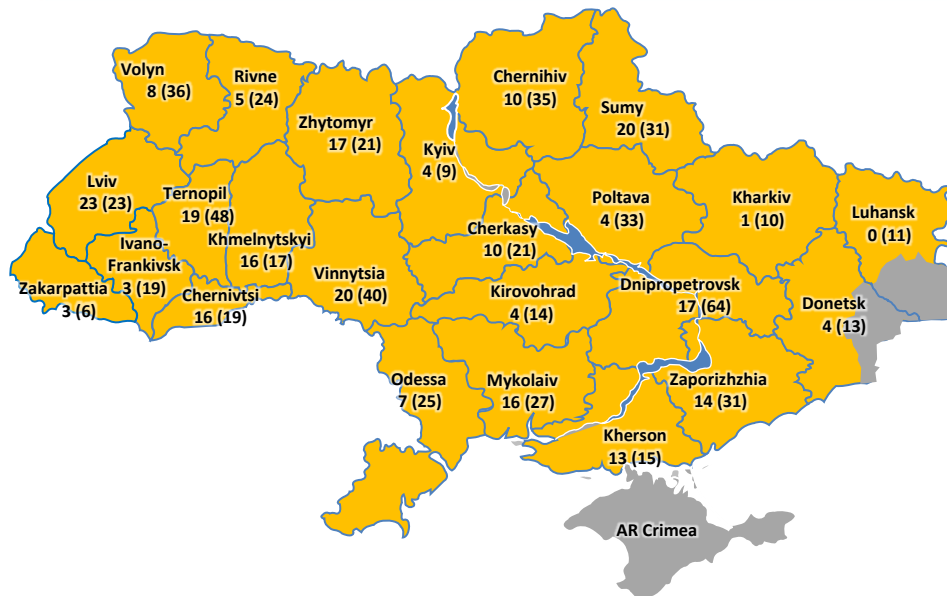 Volyn
8 (36)
Rivne
5 (24)
Chernihiv
10 (35)
Sumy
20 (31)
Zhytomyr
17 (21)
Kyiv
4 (9)
Lviv
23 (23)
Ternopil
19 (48)
Khmelnytskyi
16 (17)
Poltava
4 (33)
Kharkiv
1 (10)
Luhansk
0 (11)
Ivano-
Frankivsk
3 (19)
Cherkasy
10 (21)
Vinnytsia
20 (40)
Zakarpattia
3 (6)
Chernivtsi
16 (19)
Kirovohrad
4 (14)
Dnipropetrovsk
17 (64)
Donetsk
4 (13)
Odessa
7 (25)
Mykolaiv
16 (27)
Zaporizhzhia
14 (31)
Kherson
13 (15)
AR Crimea